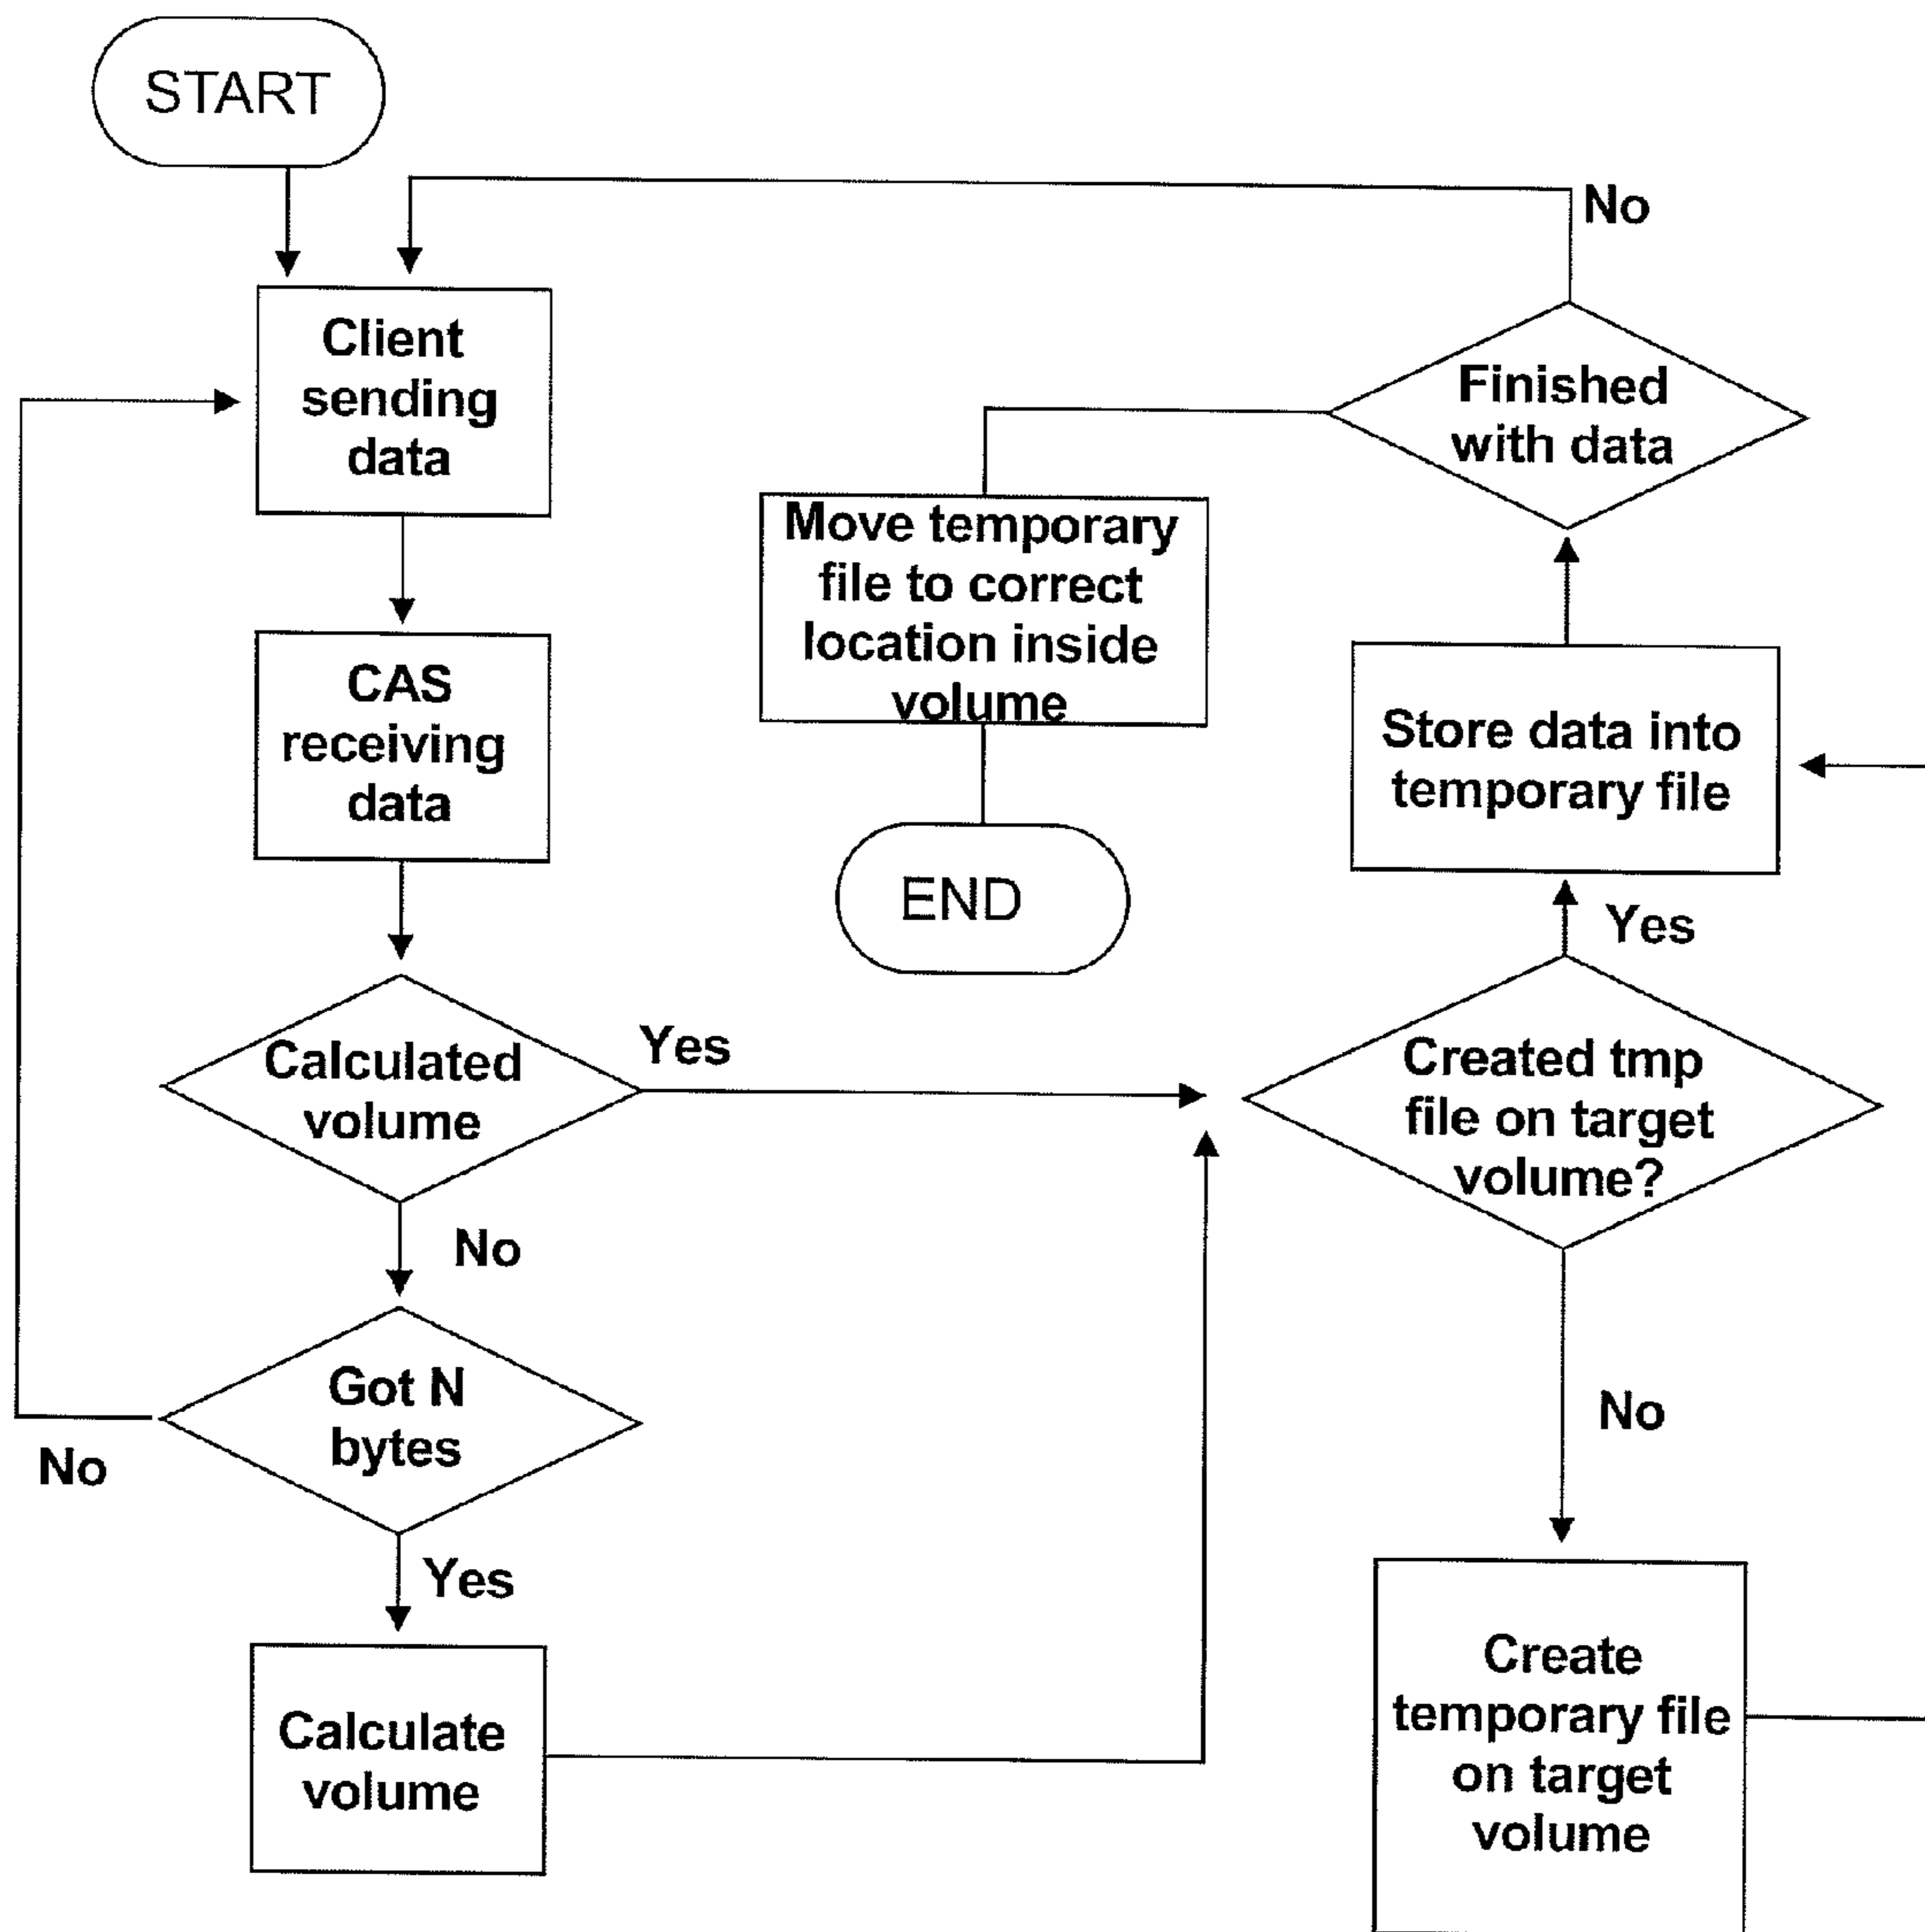 START
Client
sending
data
CAS
receiving
data
Calculated
volume
Yes
No
Got N
bytes
No
Yes
Calculate
volume
Created tmp
file on target
volume?
Yes
No
Create
temporary file
on target
volume
Store data into
temporary file
Finished
with data
No
Move temporary
file to correct
location inside
volume
END